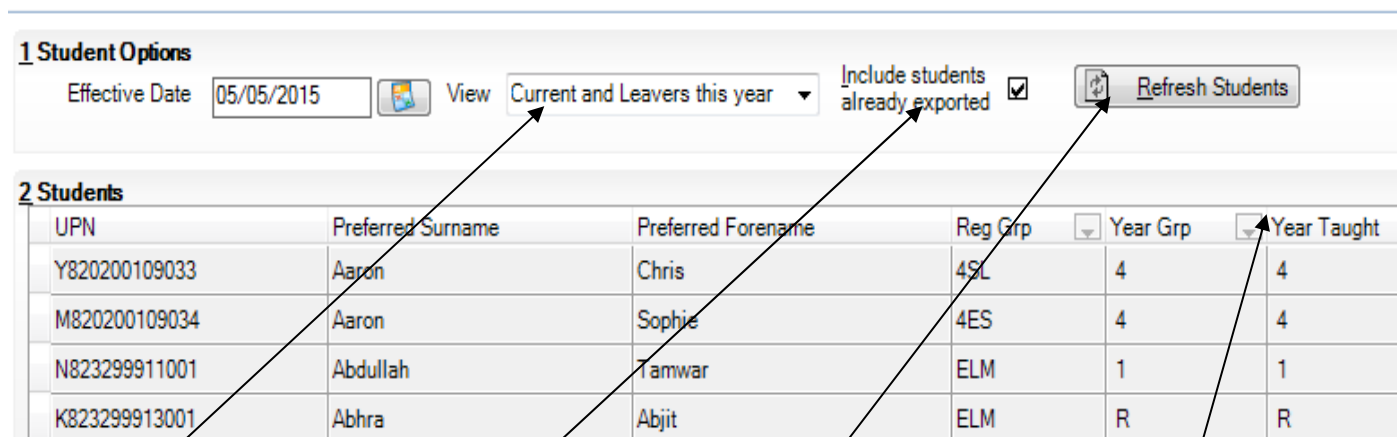 1 Student Options
Effective Date 05/05/2015 View Current and Leavers this year Include students already exported Refresh Students
2 Students
UPN Preferred Surname Preferred Forename Reg Grp Year Grp Year Taught
Y820200109033 Aaron Chris 4SL 4 4
M820200109034 Aaron Sophie 4ES 4 4
N823299911001 Abdullah Tamwar ELM 1 1
K823299913001 Abhra Abjit ELM R R